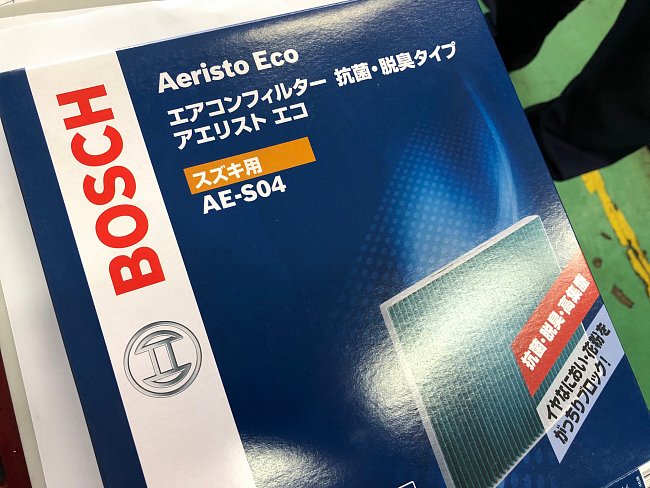 BOSCH
Aeristo Eco
エアコンフィルター 抗菌・脱臭タイプ
アエリスト エコ
スズキ用
AE-S04
抗菌・脱臭・高集塵
イヤなにおい・花粉を
がっちりブロック!